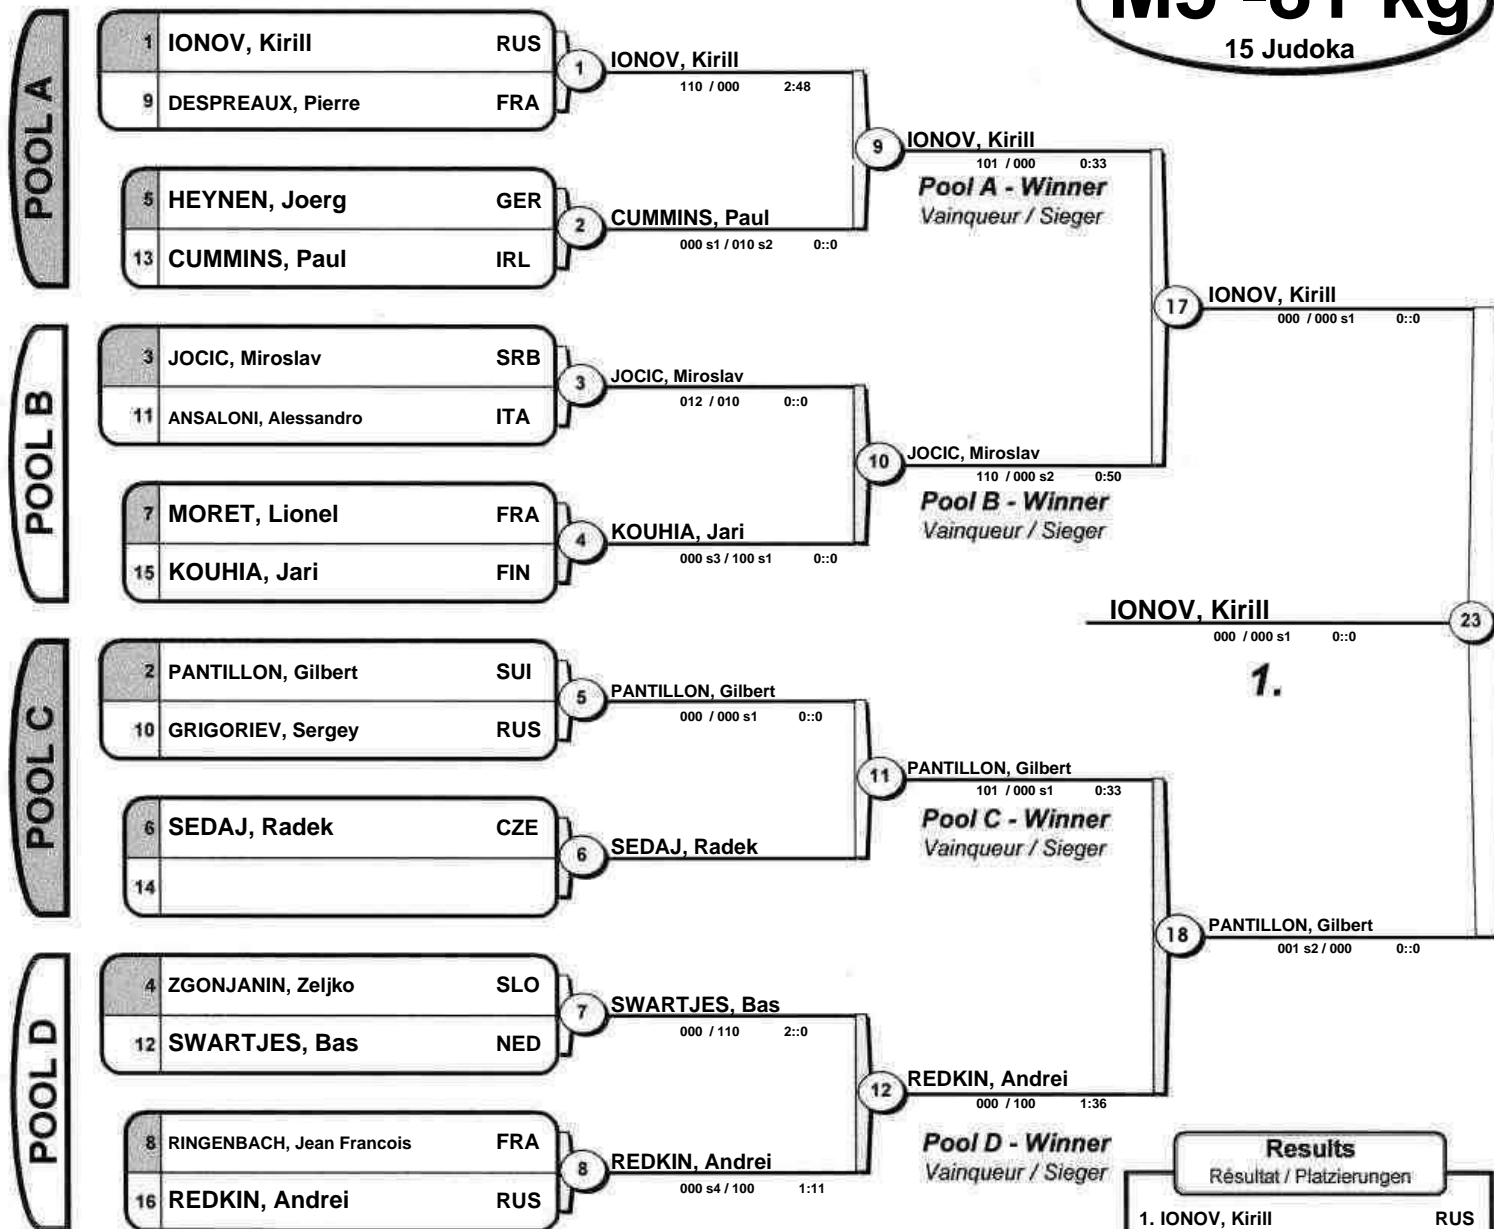 M5 -81 kg
15 Judoka
POOL A
1 IONOV, Kirill RUS
9 DESPREAUX, Pierre FRA
1 IONOV, Kirill
110 / 000 2:48
5 HEYNEN, Joerg GER
13 CUMMINS, Paul IRL
2 CUMMINS, Paul
000 s1 / 010 s2 0::0
9 IONOV, Kirill
101 / 000 0:33
Pool A - Winner
Vainqueur / Sieger
POOL B
3 JOCIC, Miroslav SRB
11 ANSALONI, Alessandro ITA
3 JOCIC, Miroslav
012 / 010 0::0
7 MORET, Lionel FRA
15 KOUHIA, Jari FIN
4 KOUHIA, Jari
000 s3 / 100 s1 0::0
10 JOCIC, Miroslav
110 / 000 s2 0:50
Pool B - Winner
Vainqueur / Sieger
17 IONOV, Kirill
000 / 000 s1 0::0
IONOV, Kirill 23
000 / 000 s1 0::0
1.
POOL C
2 PANTILLON, Gilbert SUI
10 GRIGORIEV, Sergey RUS
5 PANTILLON, Gilbert
000 / 000 s1 0::0
6 SEDAJ, Radek CZE
14
6 SEDAJ, Radek
11 PANTILLON, Gilbert
101 / 000 s1 0:33
Pool C - Winner
Vainqueur / Sieger
POOL D
4 ZGONJANIN, Zeljko SLO
12 SWARTJES, Bas NED
7 SWARTJES, Bas
000 / 110 2::0
8 RINGENBACH, Jean Francois FRA
16 REDKIN, Andrei RUS
8 REDKIN, Andrei
000 s4 / 100 1:11
12 REDKIN, Andrei
000 / 100 1:36
Pool D - Winner
Vainqueur / Sieger
18 PANTILLON, Gilbert
001 s2 / 000 0::0
Results
Résultat / Platzierungen
1. IONOV, Kirill RUS